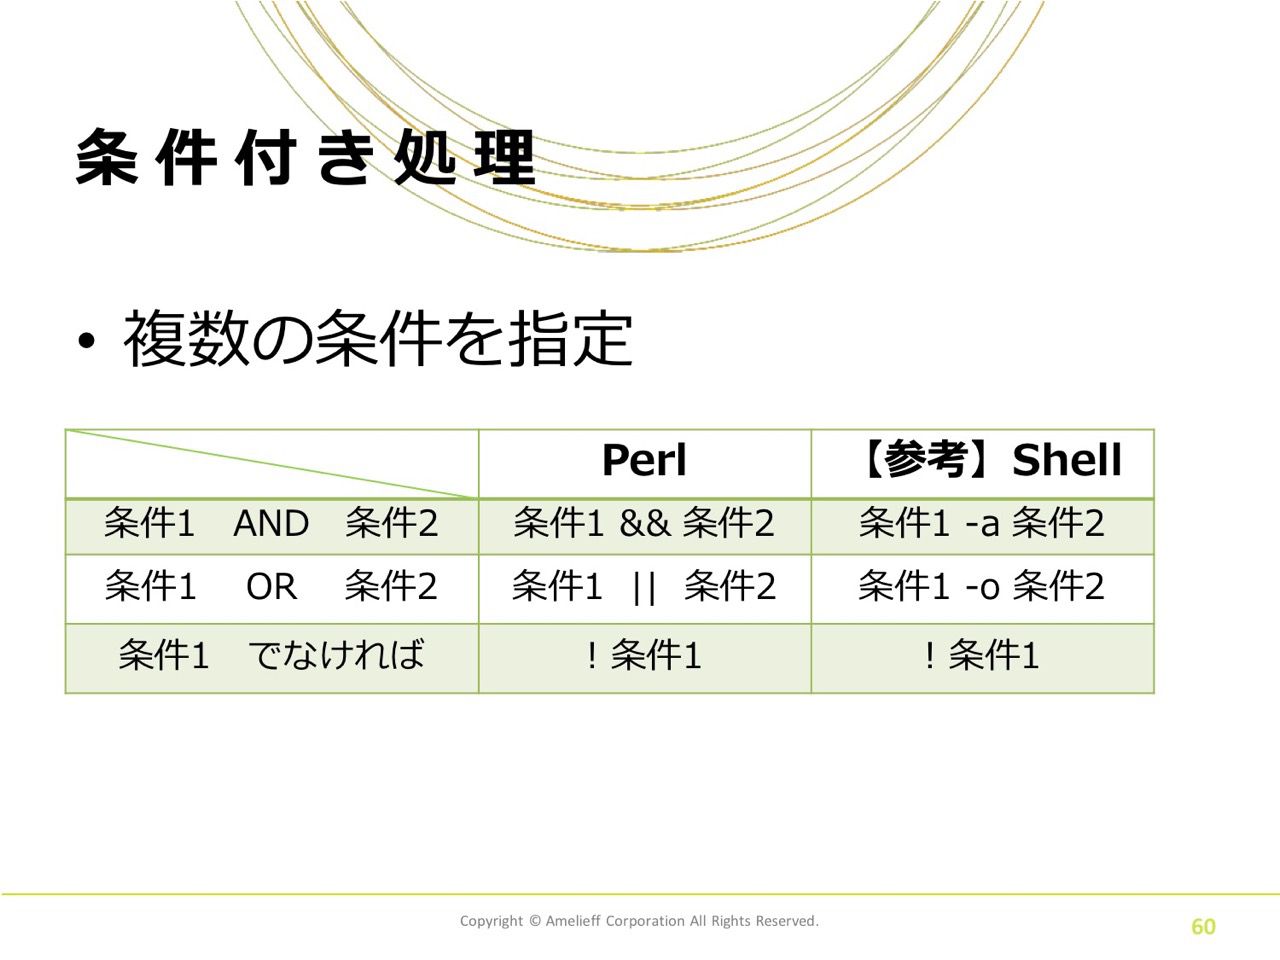 条件付き処理
• 複数の条件を指定
Perl 【参考】Shell
条件1 AND 条件2 条件1 && 条件2 条件1 -a 条件2
条件1 OR 条件2 条件1 || 条件2 条件1 -o 条件2
条件1 でなければ ! 条件1 ! 条件1
Copyright © Amelieff Corporation All Rights Reserved.
60